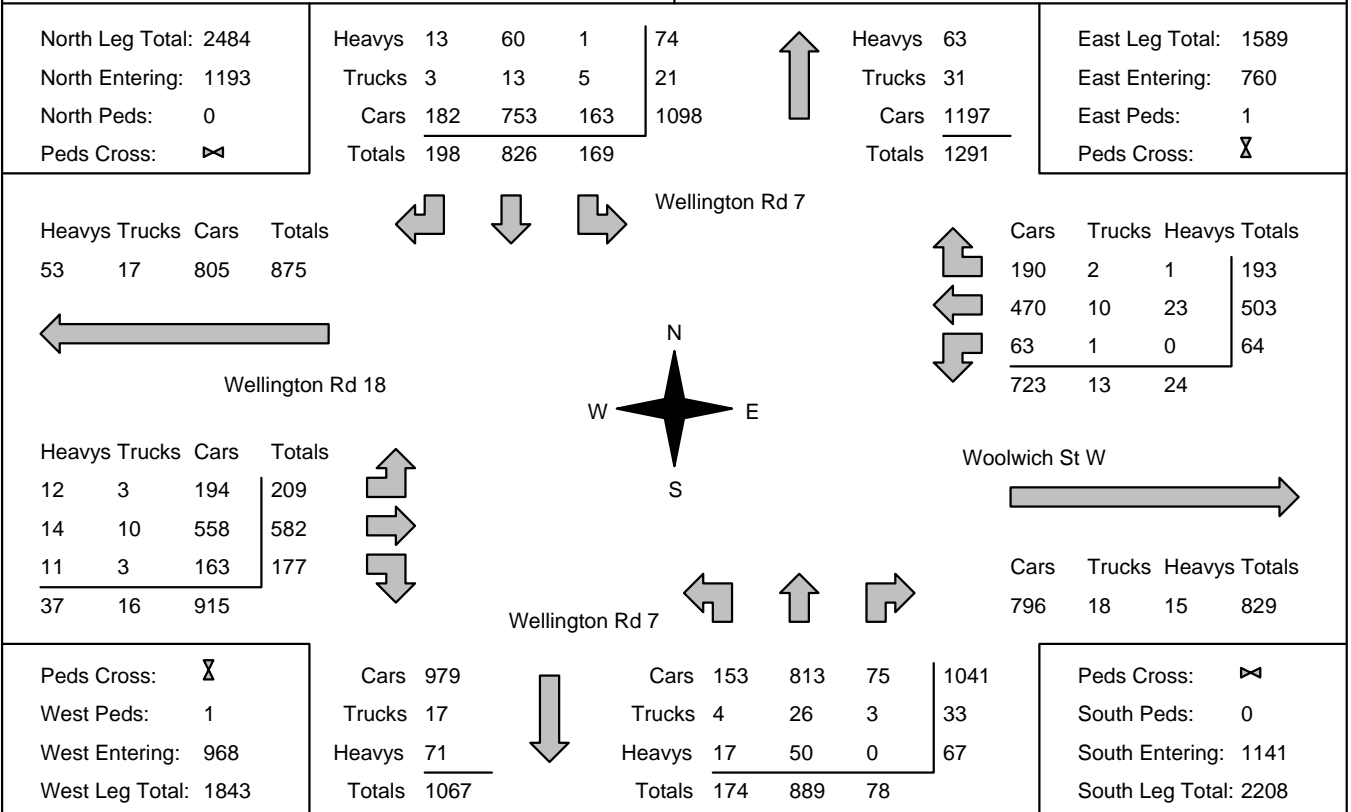 North Leg Total: 2484
North Entering: 1193
North Peds: 0
Peds Cross:
Heavys 13 60 1 74
Trucks 3 13 5 21
Cars 182 753 163 1098
Totals 198 826 169
Heavys 63
Trucks 31
Cars 1197
Totals 1291
East Leg Total: 1589
East Entering: 760
East Peds: 1
Peds Cross:
Wellington Rd 7
Heavys Trucks Cars Totals
53 17 805 875
Wellington Rd 18
Cars Trucks Heavys Totals
190 2 1 193
470 10 23 503
63 1 0 64
723 13 24
N
W E
S
Heavys Trucks Cars Totals
12 3 194 209
14 10 558 582
11 3 163 177
37 16 915
Woolwich St W
Cars Trucks Heavys Totals
796 18 15 829
Wellington Rd 7
Peds Cross:
West Peds: 1
West Entering: 968
West Leg Total: 1843
Cars 979
Trucks 17
Heavys 71
Totals 1067
Cars 153 813 75 1041
Trucks 4 26 3 33
Heavys 17 50 0 67
Totals 174 889 78
Peds Cross:
South Peds: 0
South Entering: 1141
South Leg Total: 2208